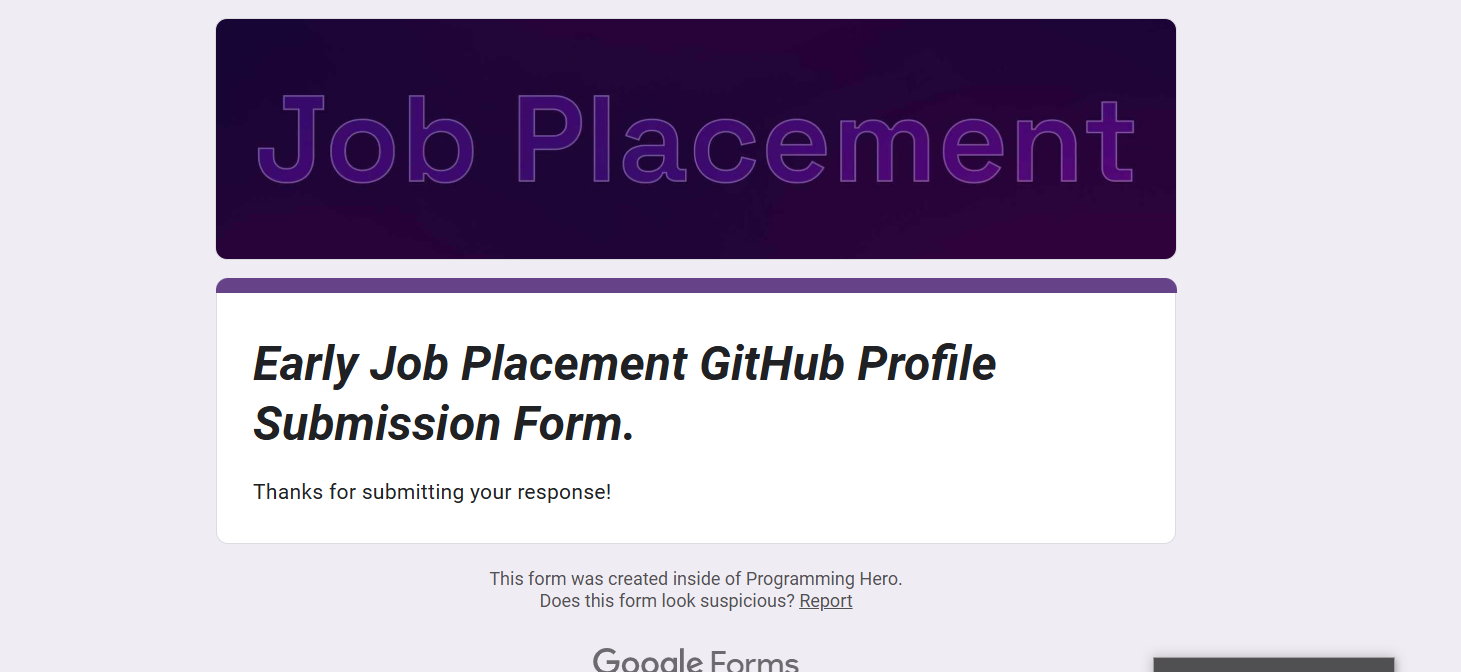 Job Placement
Early Job Placement GitHub Profile
Submission Form.
Thanks for submitting your response!
This form was created inside of Programming Hero.
Does this form look suspicious? Report
Google Forms